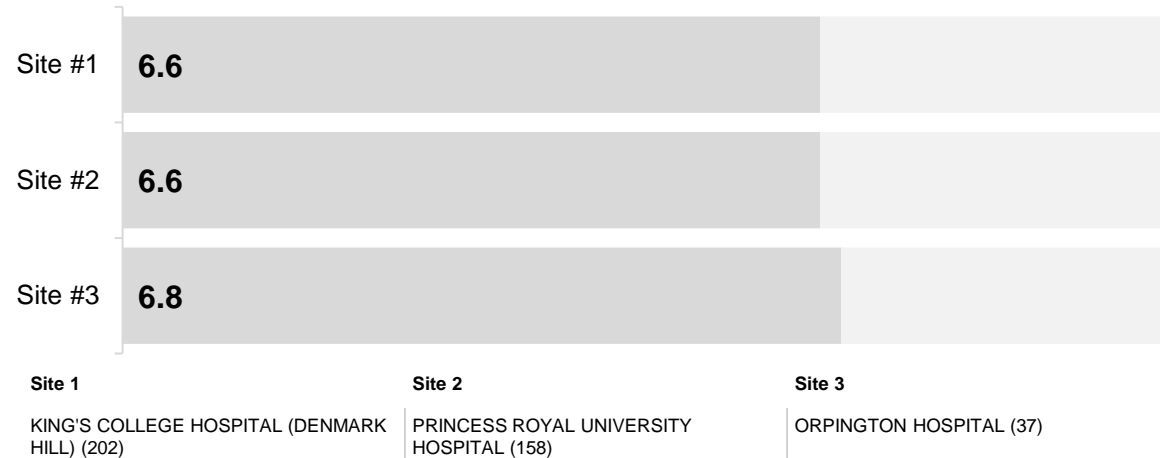 Site #1
6.6
Site #2
6.6
Site #3
6.8
Site 1
Site 2
Site 3
KING'S COLLEGE HOSPITAL (DENMARK
HILL) (202)
PRINCESS ROYAL UNIVERSITY
HOSPITAL (158)
ORPINGTON HOSPITAL (37)